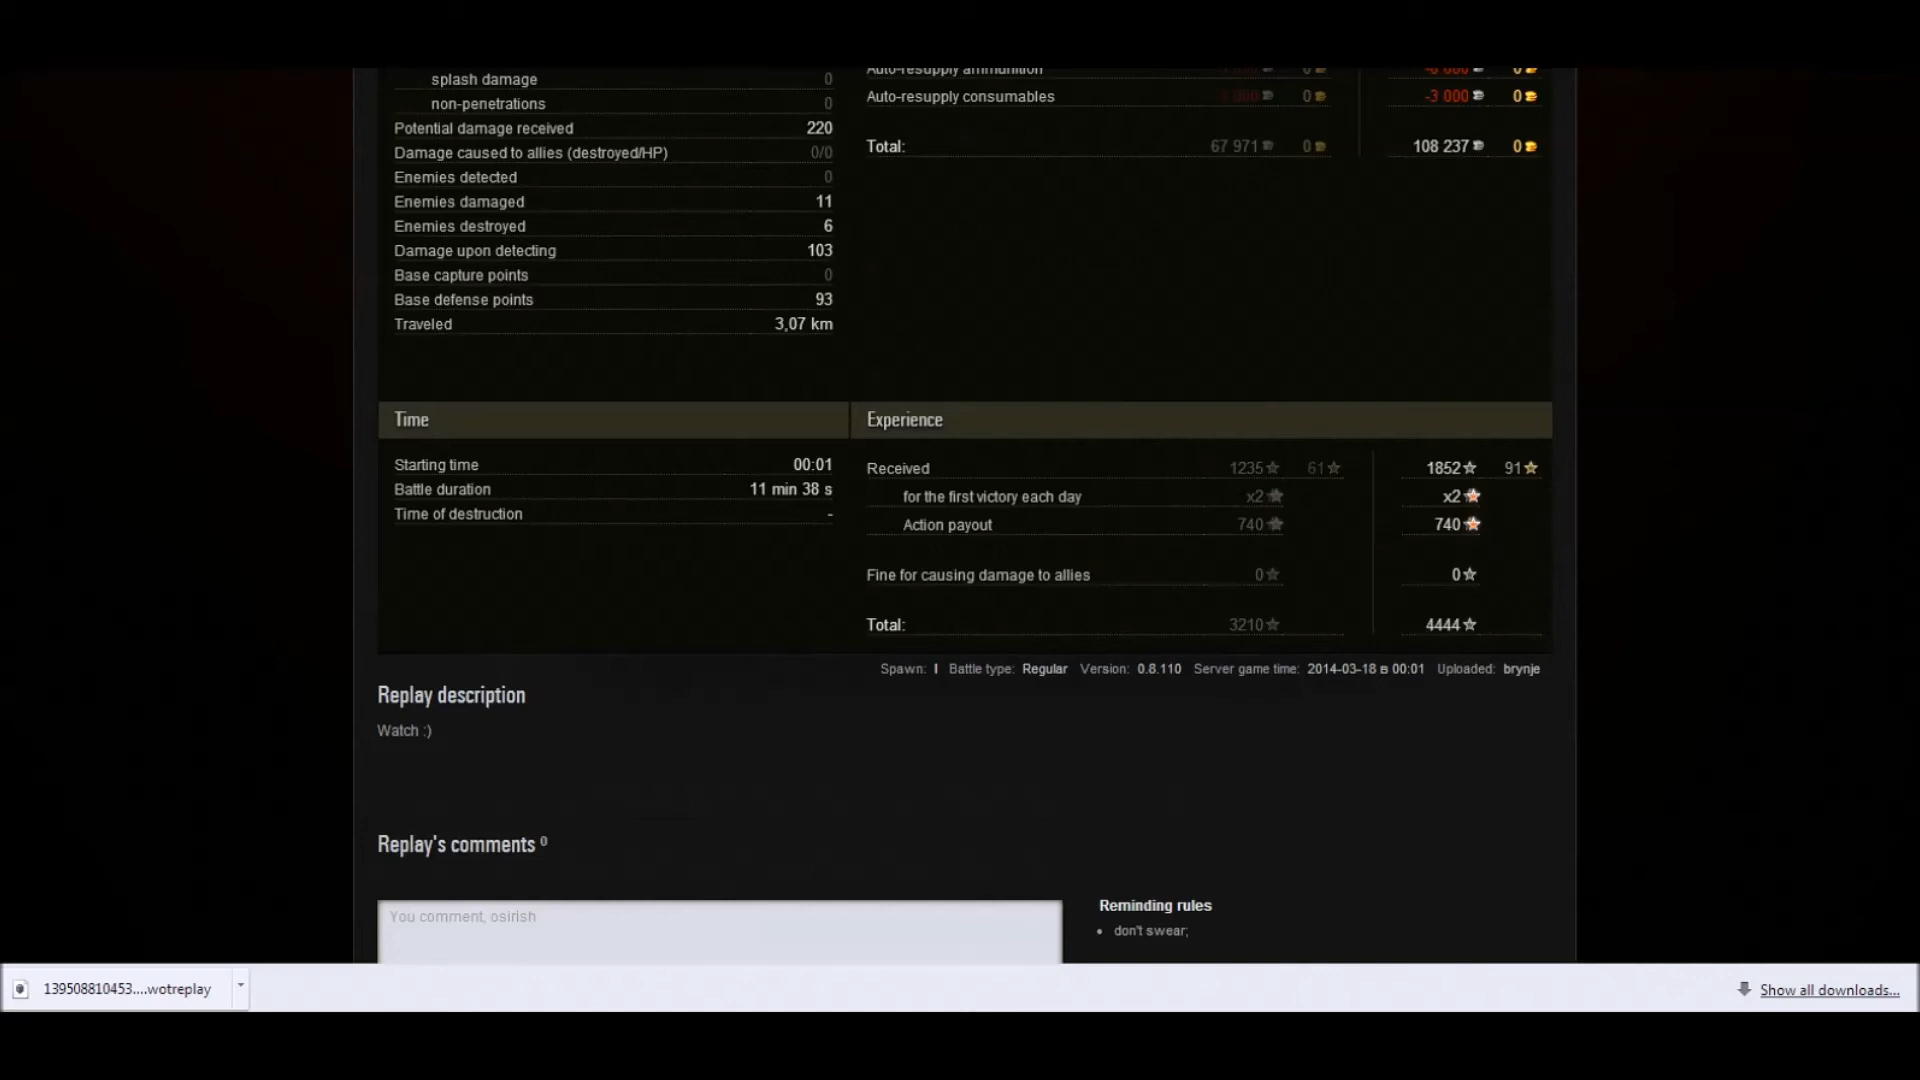 splash damage 0
non-penetrations 0
Potential damage received 220
Damage caused to allies (destroyed/HP) 0/0
Enemies detected 0
Enemies damaged 11
Enemies destroyed 6
Damage upon detecting 103
Base capture points 0
Base defense points 93
Traveled 3,07 km
Auto-resupply ammunition 0 0
Auto-resupply consumables 0 -3 000 0
Total: 67 971 0 108 237 0
Time
Starting time 00:01
Battle duration 11 min 38 s
Time of destruction -
Experience
Received 1235 61 1852 91
for the first victory each day x2 x2
Action payout 740 740
Fine for causing damage to allies 0 0
Total: 3210 4444
Spawn: I Battle type: Regular Version: 0.8.110 Server game time: 2014-03-18 в 00:01 Uploaded: brynje
Replay description
Watch :)
Replay's comments 0
You comment, osirish
Reminding rules
• don't swear;
139508810453....wotreplay
Show all downloads...